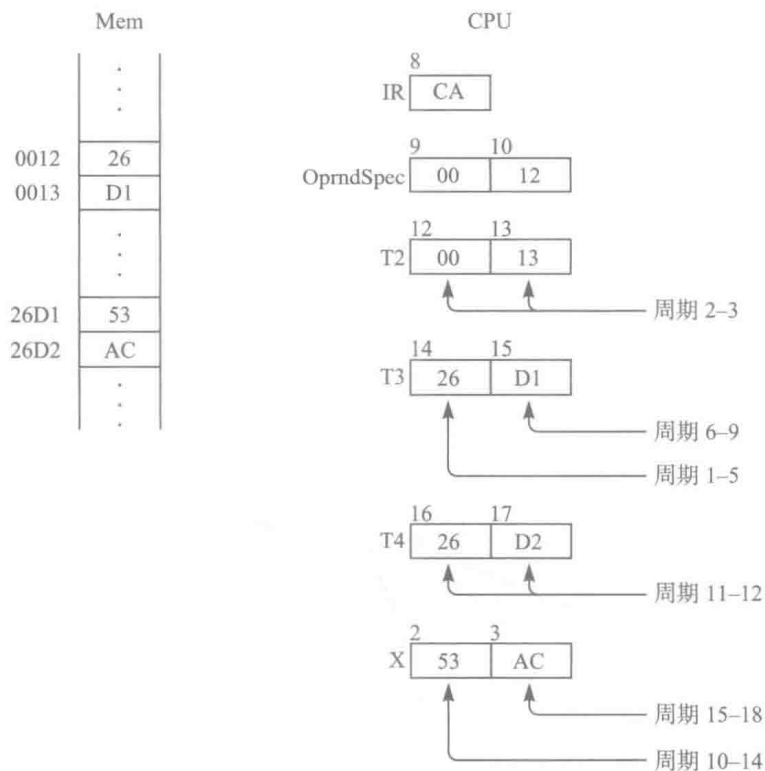 Mem
CPU
8
IR CA
0012 26
0013 D1
9 10
OprndSpec 00 12
12 13
T2 00 13
周期 2–3
26D1 53
26D2 AC
14 15
T3 26 D1
周期 6–9
周期 1–5
16 17
T4 26 D2
周期 11–12
2 3
X 53 AC
周期 15–18
周期 10–14